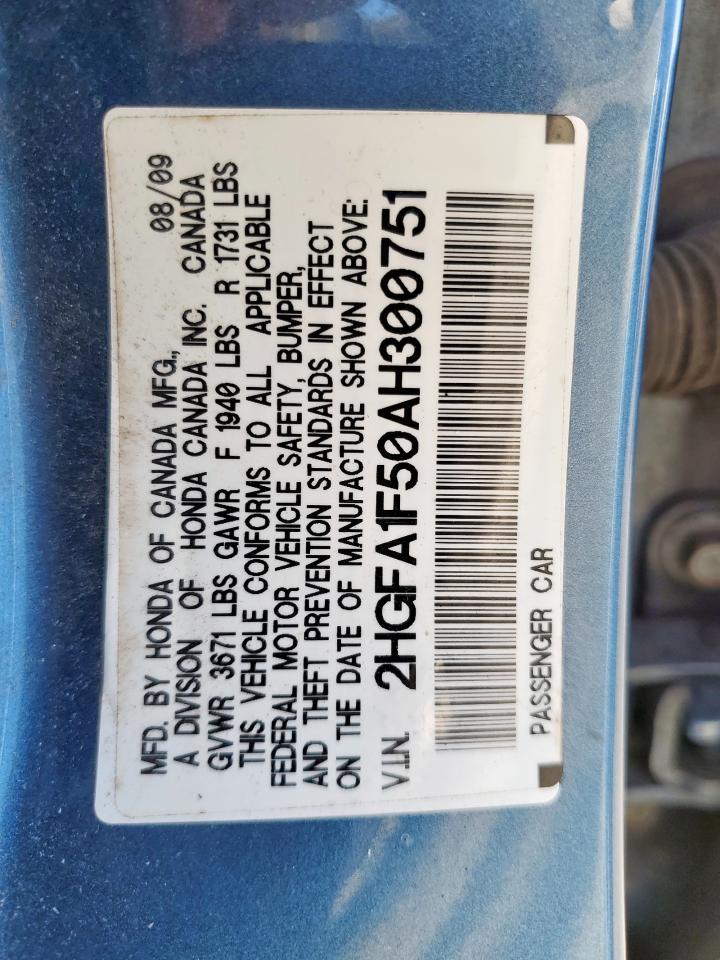 MFD. BY HONDA OF CANADA MFG., 08/09
A DIVISION OF HONDA CANADA INC. CANADA
GVWR 3671 LBS GAWR F 1940 LBS R 1731 LBS
THIS VEHICLE CONFORMS TO ALL APPLICABLE
FEDERAL MOTOR VEHICLE SAFETY, BUMPER,
AND THEFT PREVENTION STANDARDS IN EFFECT
ON THE DATE OF MANUFACTURE SHOWN ABOVE:
V.I.N. 2HGFA1F50AH300751
PASSENGER CAR